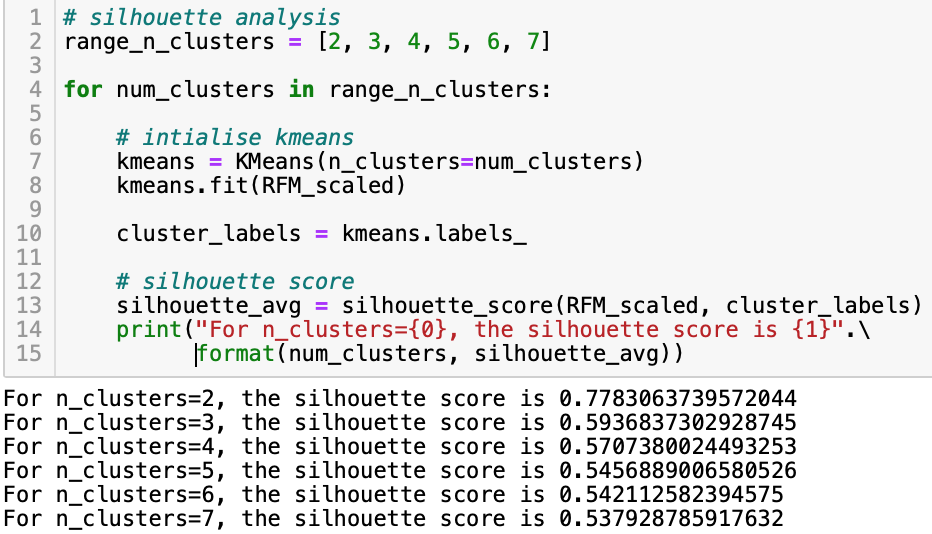 1 # silhouette analysis
2 range_n_clusters = [2, 3, 4, 5, 6, 7]
3
4 for num_clusters in range_n_clusters:
5
6     # intialise kmeans
7     kmeans = KMeans(n_clusters=num_clusters)
8     kmeans.fit(RFM_scaled)
9
10     cluster_labels = kmeans.labels_
11
12     # silhouette score
13     silhouette_avg = silhouette_score(RFM_scaled, cluster_labels)
14     print("For n_clusters={0}, the silhouette score is {1}".\
15           format(num_clusters, silhouette_avg))
For n_clusters=2, the silhouette score is 0.7783063739572044
For n_clusters=3, the silhouette score is 0.5936837302928745
For n_clusters=4, the silhouette score is 0.5707380024493253
For n_clusters=5, the silhouette score is 0.5456889006580526
For n_clusters=6, the silhouette score is 0.542112582394575
For n_clusters=7, the silhouette score is 0.537928785917632